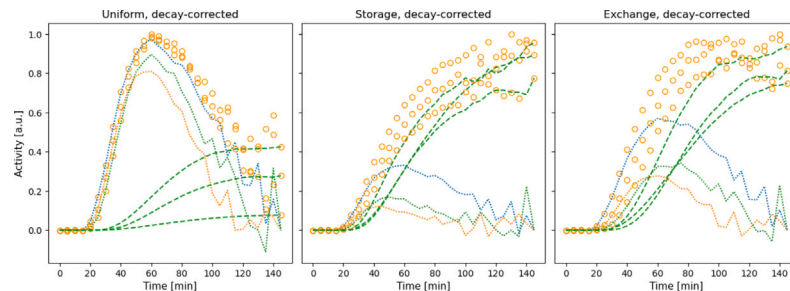 Uniform, decay-corrected
Storage, decay-corrected
Exchange, decay-corrected
Activity [a.u.]
1.0
0.8
0.6
0.4
0.2
0.0
0 20 40 60 80 100 120 140
0 20 40 60 80 100 120 140
0 20 40 60 80 100 120 140
Time [min]
Time [min]
Time [min]